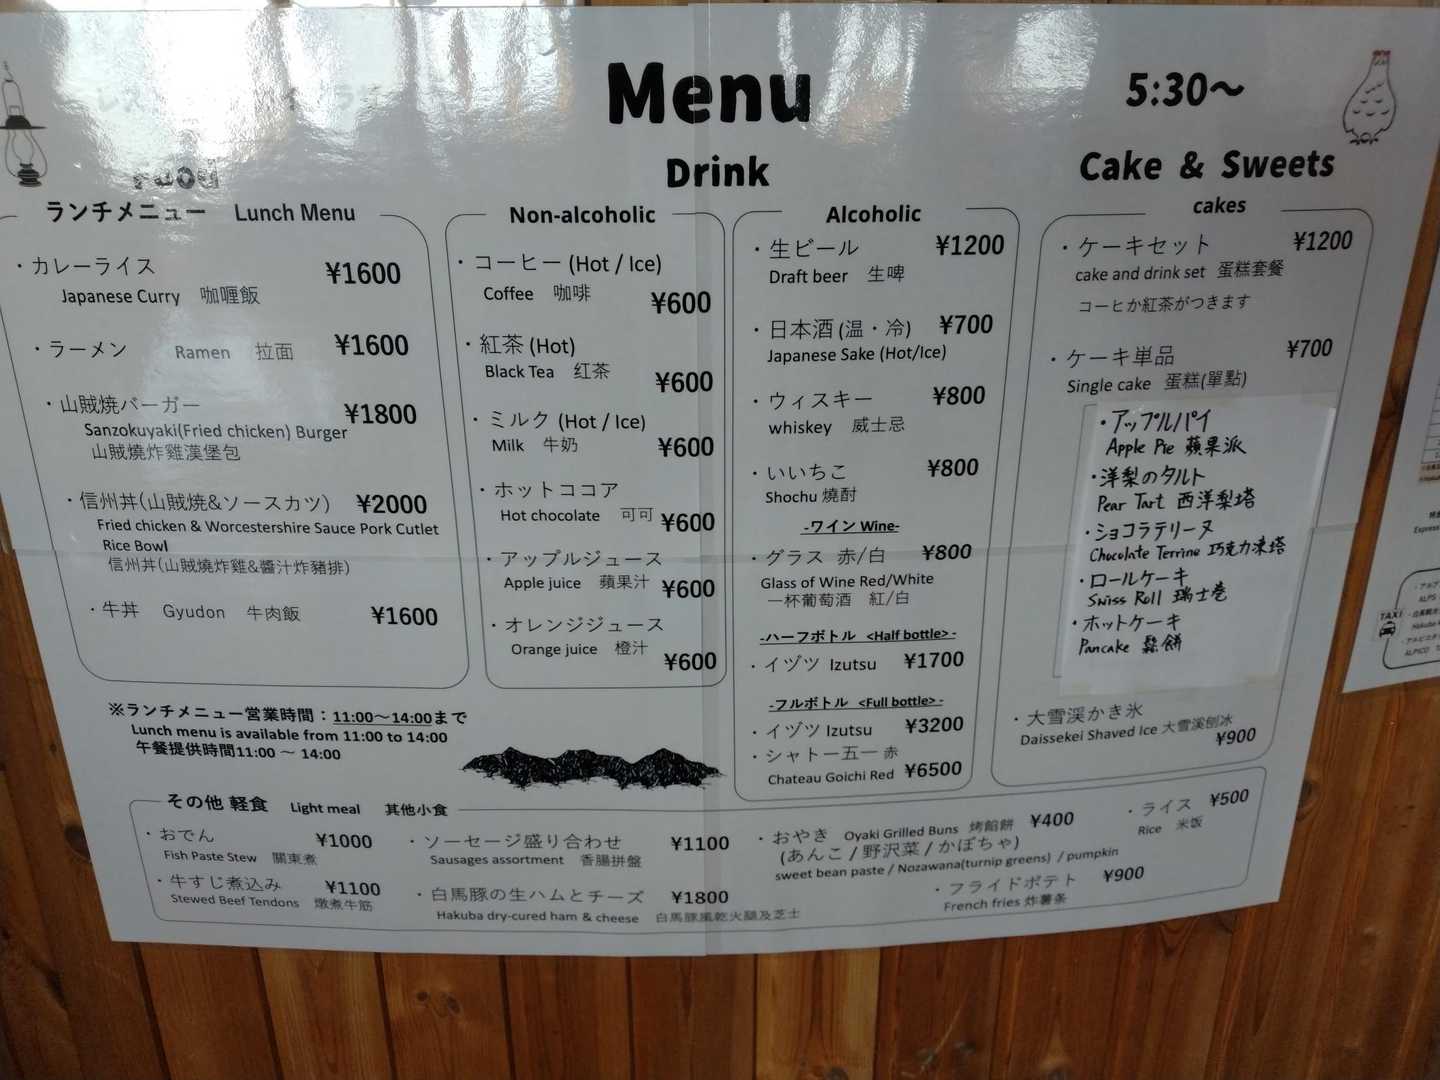 Menu
5:30～
Drink
Cake & Sweets
ランチメニュー Lunch Menu
・カレーライス ¥1600
Japanese Curry 咖喱飯
・ラーメン Ramen 拉面 ¥1600
・山賊焼バーガー ¥1800
Sanzokuyaki(Fried chicken) Burger
山賊燒炸雞漢堡包
・信州丼(山賊焼&ソースカツ) ¥2000
Fried chicken & Worcestershire Sauce Pork Cutlet
Rice Bowl
信州丼(山賊燒炸雞&醬汁炸豬排)
・牛丼 Gyudon 牛肉飯 ¥1600
※ランチメニュー営業時間：11:00～14:00まで
Lunch menu is available from 11:00 to 14:00
午餐提供時間11:00 ～ 14:00
Non-alcoholic
・コーヒー (Hot / Ice)
Coffee 咖啡 ¥600
・紅茶 (Hot)
Black Tea 红茶 ¥600
・ミルク (Hot / Ice)
Milk 牛奶 ¥600
・ホットココア
Hot chocolate 可可 ¥600
・アップルジュース
Apple juice 蘋果汁 ¥600
・オレンジジュース
Orange juice 橙汁 ¥600
Alcoholic
・生ビール ¥1200
Draft beer 生啤
・日本酒 (温・冷) ¥700
Japanese Sake (Hot/Ice)
・ウィスキー ¥800
whiskey 威士忌
・いいちこ ¥800
Shochu 燒酎
-ワイン Wine-
・グラス 赤/白 ¥800
Glass of Wine Red/White
一杯葡萄酒 紅/白
-ハーフボトル <Half bottle> -
・イヅツ Izutsu ¥1700
-フルボトル <Full bottle> -
・イヅツ Izutsu ¥3200
・シャトー五一 赤
Chateau Goichi Red ¥6500
cakes
・ケーキセット ¥1200
cake and drink set 蛋糕套餐
コーヒか紅茶がつきます
・ケーキ単品 ¥700
Single cake 蛋糕(單點)
・アップルパイ
Apple Pie 蘋果派
・洋梨のタルト
Pear Tart 西洋梨塔
・ショコラテリーヌ
Chocolate Terrine 巧克力凍塔
・ロールケーキ
Swiss Roll 瑞士卷
・ホットケーキ
Pancake 鬆餅
・大雪渓かき氷
Daissekei Shaved Ice 大雪渓刨冰
¥900
その他 軽食 Light meal 其他小食
・おでん ¥1000
Fish Paste Stew 關東煮
・牛すじ煮込み ¥1100
Stewed Beef Tendons 燉煮牛筋
・ソーセージ盛り合わせ ¥1100
Sausages assortment 香腸拼盤
・白馬豚の生ハムとチーズ ¥1800
Hakuba dry-cured ham & cheese 白馬豚風乾火腿及芝士
・おやき Oyaki Grilled Buns 烤餡餅 ¥400
(あんこ / 野沢菜 / かぼちゃ)
sweet bean paste / Nozawana(turnip greens) / pumpkin
・ライス ¥500
Rice 米饭
・フライドポテト ¥900
French fries 炸薯条
TAXI